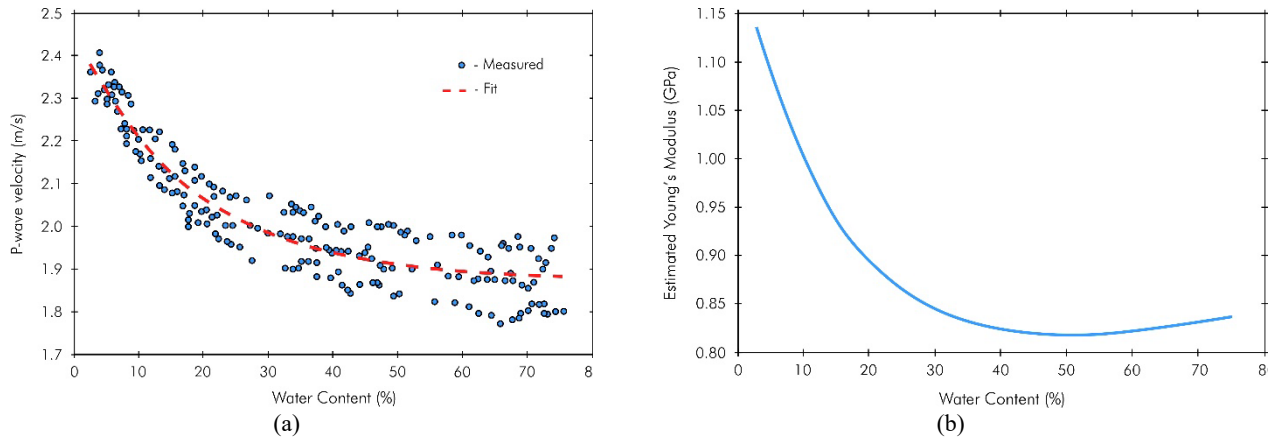 2.5
2.4
2.3
2.2
2.1
2.0
1.9
1.8
1.7
P-wave velocity (m/s)
- Measured
- Fit
0 10 20 30 40 50 60 70 8
Water Content (%)
(a)
1.15
1.10
1.05
1.00
0.95
0.90
0.85
0.80
Estimated Young's Modulus (GPa)
0 10 20 30 40 50 60 70 80
Water Content (%)
(b)